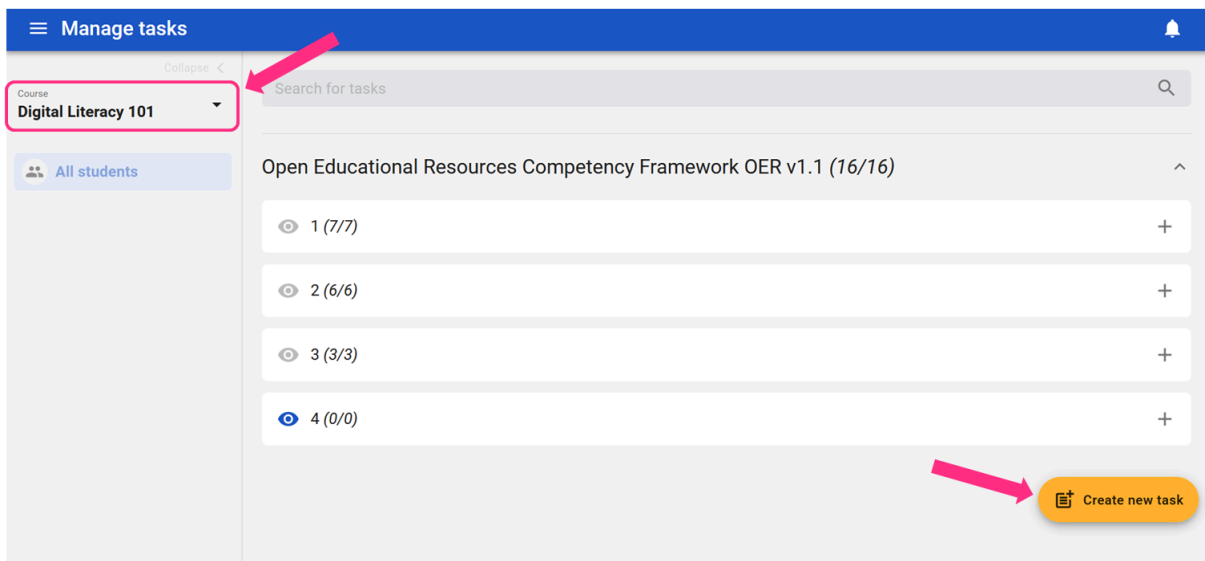 Manage tasks
Collapse
Course
Digital Literacy 101
All students
Search for tasks
Open Educational Resources Competency Framework OER v1.1 (16/16)
1 (7/7)
2 (6/6)
3 (3/3)
4 (0/0)
Create new task